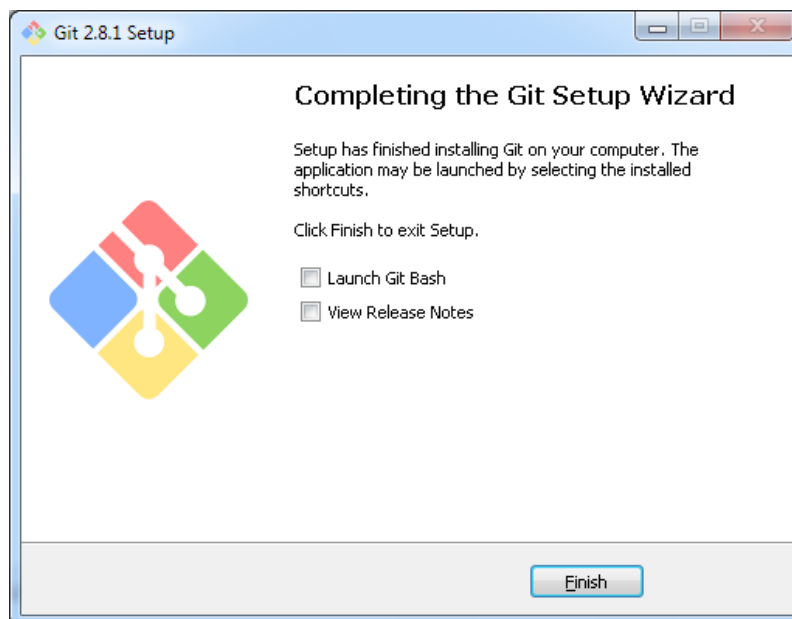 Git 2.8.1 Setup
Completing the Git Setup Wizard
Setup has finished installing Git on your computer. The
application may be launched by selecting the installed
shortcuts.
Click Finish to exit Setup.
Launch Git Bash
View Release Notes
Finish